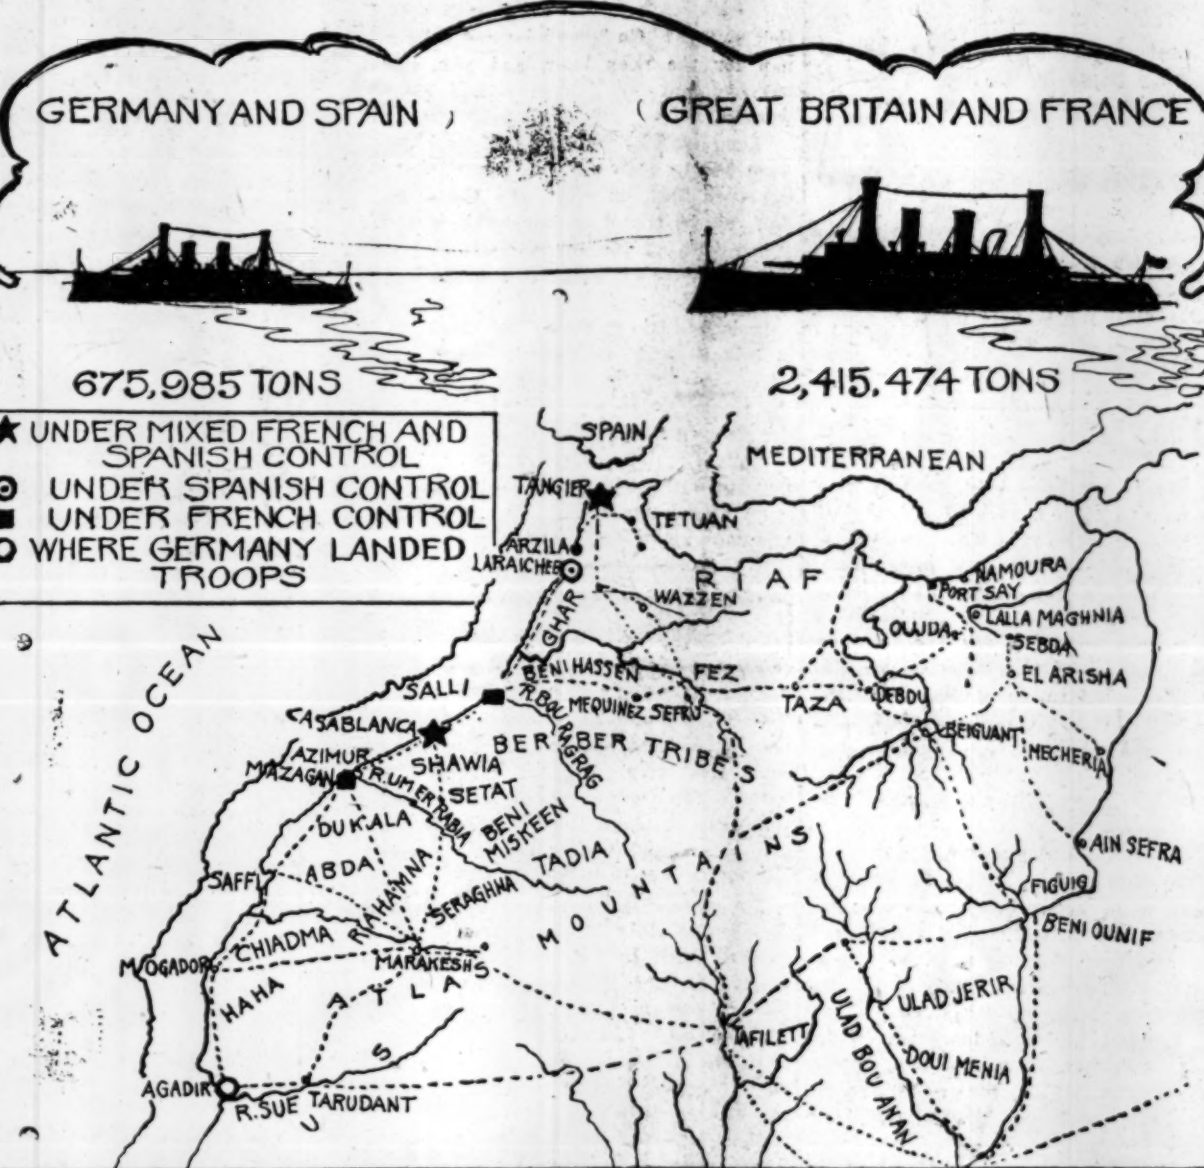 GERMANY AND SPAIN
GREAT BRITAIN AND FRANCE
675,985 TONS
2,415,474 TONS
UNDER MIXED FRENCH AND
SPANISH CONTROL
UNDER SPANISH CONTROL
UNDER FRENCH CONTROL
WHERE GERMANY LANDED
TROOPS
SPAIN
MEDITERRANEAN
TANGIER
TETUAN
ARZILA
LARAICHE
RIAF
NAMOURA
PORT SAY
WAZZEN
LALLA MAGHNIA
GHAR
OUJDA
SEBDA
ATLANTIC OCEAN
BENI HASSEN
FEZ
EL ARISHA
SALLI
MEQUINEZ SEFRU
TAZA
DEBDU
R. BOU RAGRAG
CASABLANCA
BERBER TRIBES
BEIGUANT
MECHERIA
AZIMUR
MAZAGAN
R. UM ER RABIA
SHAWIA
SETAT
BENI
MISKEEN
DUKALA
TADIA
AIN SEFRA
ABDA
SAFFI
RAHAMNA
SERAGHNA
FIGUIG
ATLAS
MOUNTAINS
BENI OUNIF
CHIADMA
MOGADOR
MARAKESH
HAHA
ULAD JERIR
TAFILETT
ULAD BOU ANAN
DOUI MENIA
AGADIR
R. SUE
TARUDANT
SU